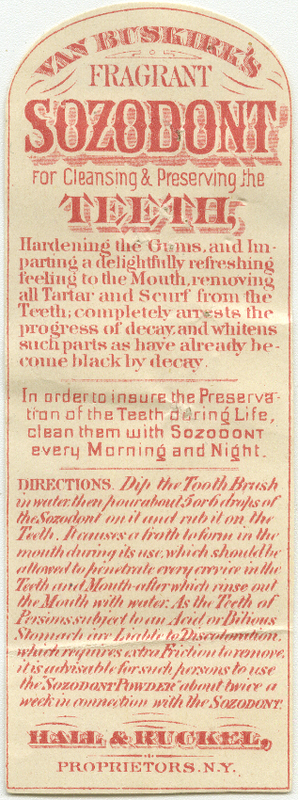 VAN BUSKIRK'S
FRAGRANT
SOZODONT
For Cleansing & Preserving the
TEETH,
Hardening the Gums, and Im-
parting a delightfully refreshing
feeling to the Mouth, removing
all Tartar and Scurf from the
Teeth; completely arrests the
progress of decay, and whitens
such parts as have already be-
come black by decay.
In order to insure the Preserva-
tion of the Teeth during Life,
clean them with SOZODONT
every Morning and Night.
DIRECTIONS. Dip the Tooth Brush
in water, then pour about 5 or 6 drops of
the Sozodont on it and rub it on the
Teeth. It causes a froth to form in the
mouth during its use, which should be
allowed to penetrate every crevice in the
Teeth and Mouth after which rinse out
the Mouth with water. As the Teeth of
Persons subject to an Acid or Bilious
Stomach are Liable to Discoloration,
which requires extra Friction to remove,
it is advisable for such persons to use
the "SOZODONT POWDER" about twice a
week in connection with the SOZODONT.
HALL & RUCKEL,
PROPRIETORS. N.Y.